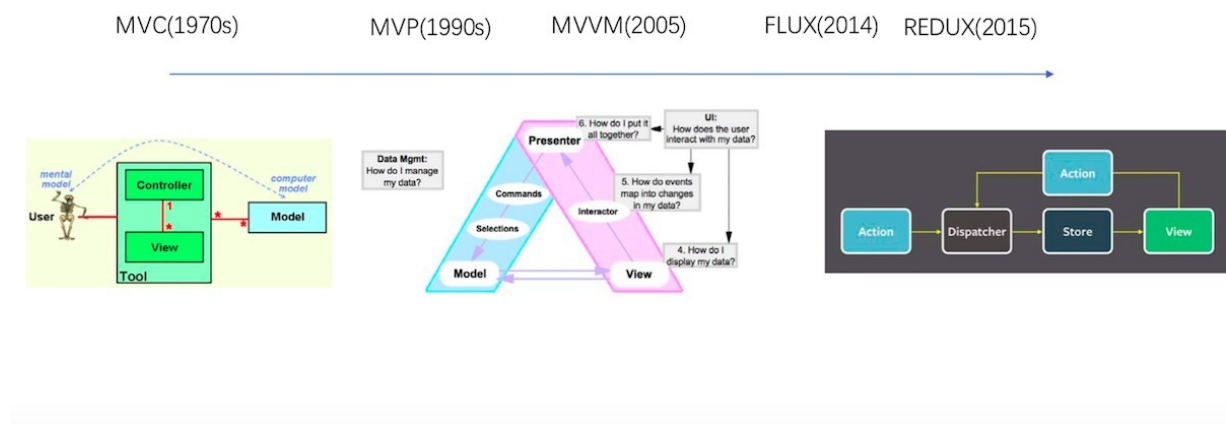 MVC(1970s)
MVP(1990s)
MVVM(2005)
FLUX(2014)
REDUX(2015)
mental
model
User
Controller
1
*
View
Tool
*
*
computer
model
Model
Data Mgmt:
How do I manage
my data?
Presenter
6. How do I put it
all together?
UI:
How does the user
interact with my data?
Commands
Selections
Interactor
5. How do events
map into changes
in my data?
4. How do I
display my data?
Model
View
Action
Action
Dispatcher
Store
View